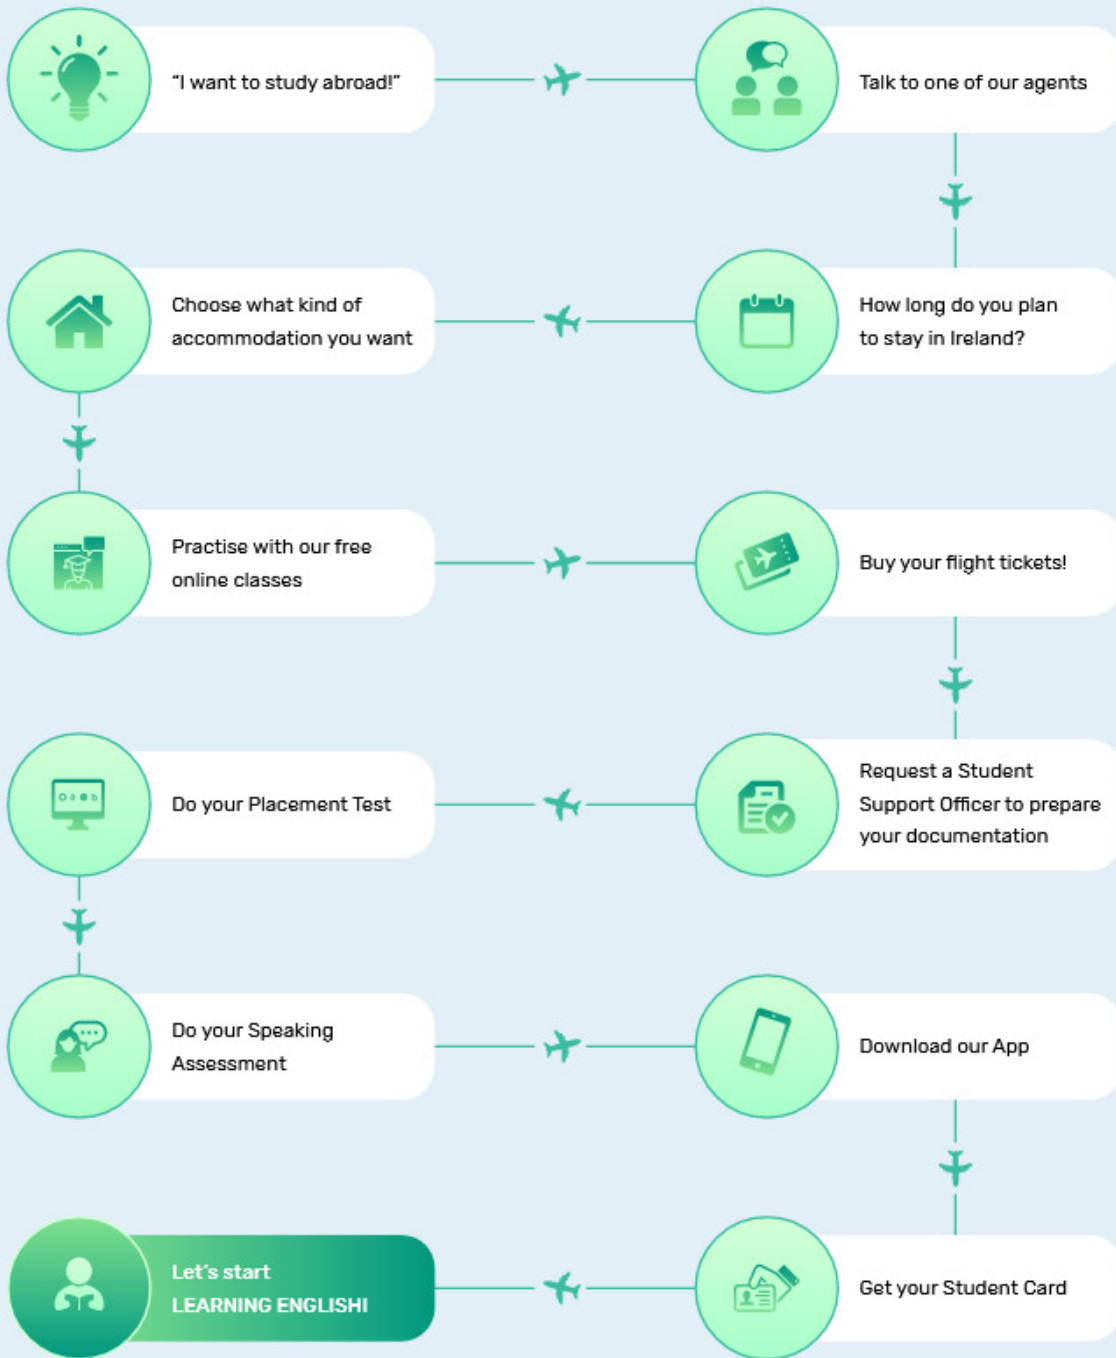 “I want to study abroad!”
Talk to one of our agents
How long do you plan
to stay in Ireland?
Choose what kind of
accommodation you want
Practise with our free
online classes
Buy your flight tickets!
Request a Student
Support Officer to prepare
your documentation
Do your Placement Test
Do your Speaking
Assessment
Download our App
Get your Student Card
Let’s start
LEARNING ENGLISH!